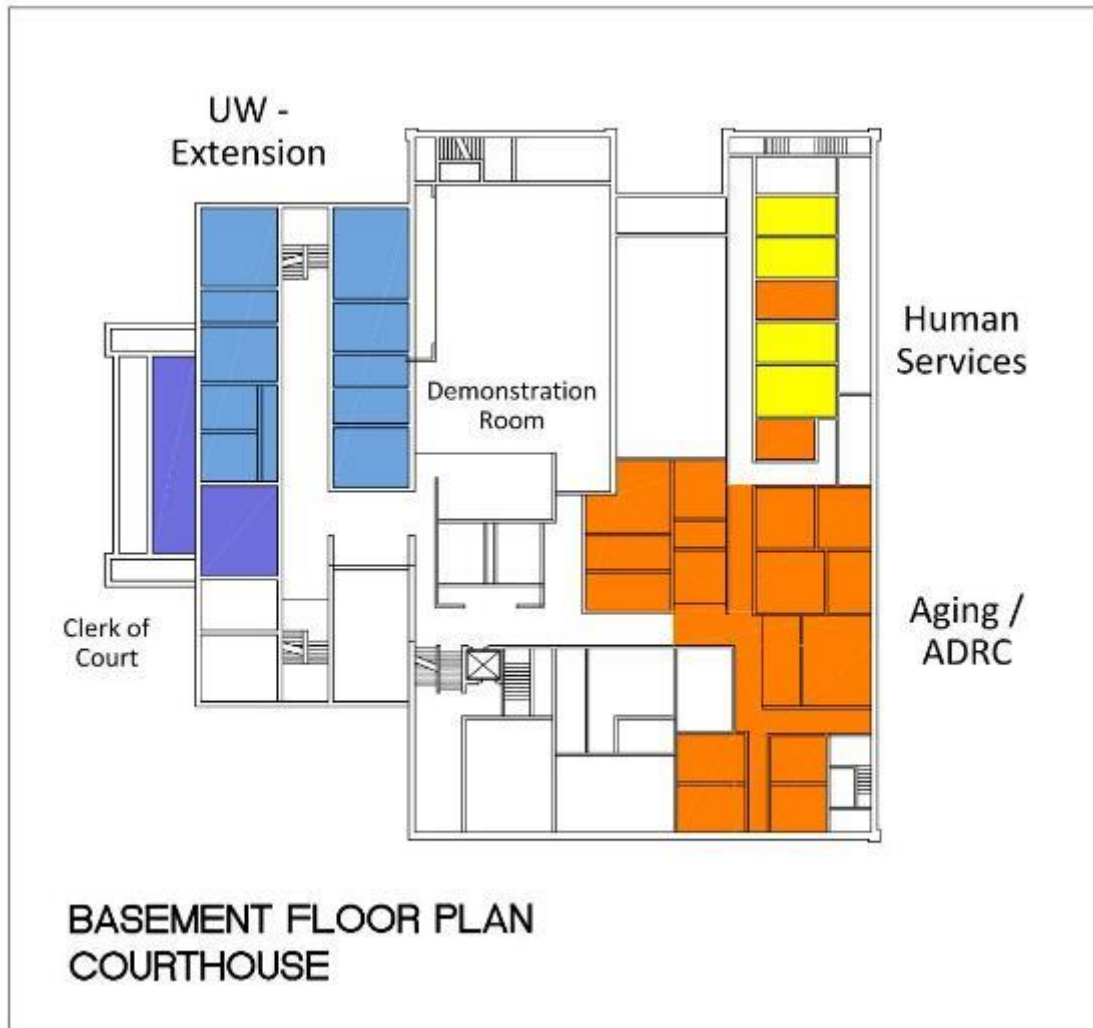 UW -
Extension
Human
Services
Demonstration
Room
Aging /
ADRC
Clerk of
Court
BASEMENT FLOOR PLAN
COURTHOUSE